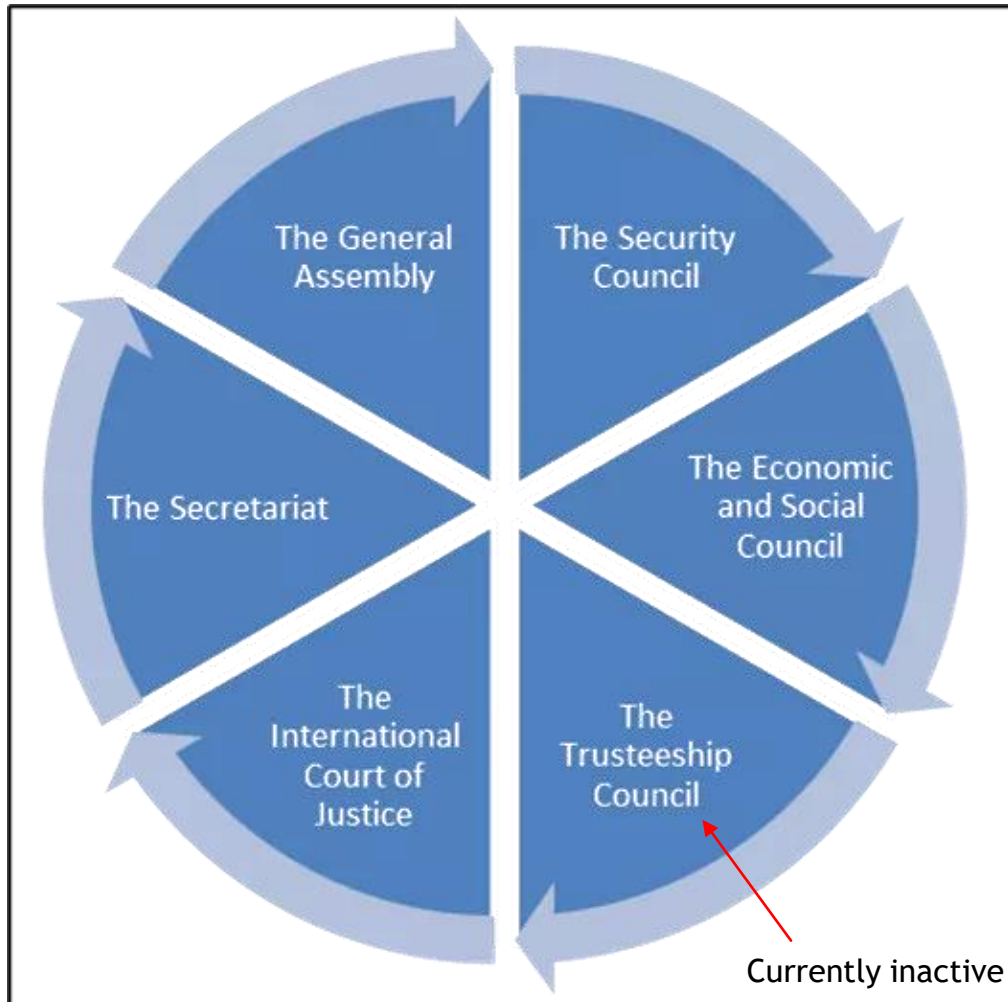 The General
Assembly
The Security
Council
The Economic
and Social
Council
The
Trusteeship
Council
The
International
Court of
Justice
The Secretariat
Currently inactive